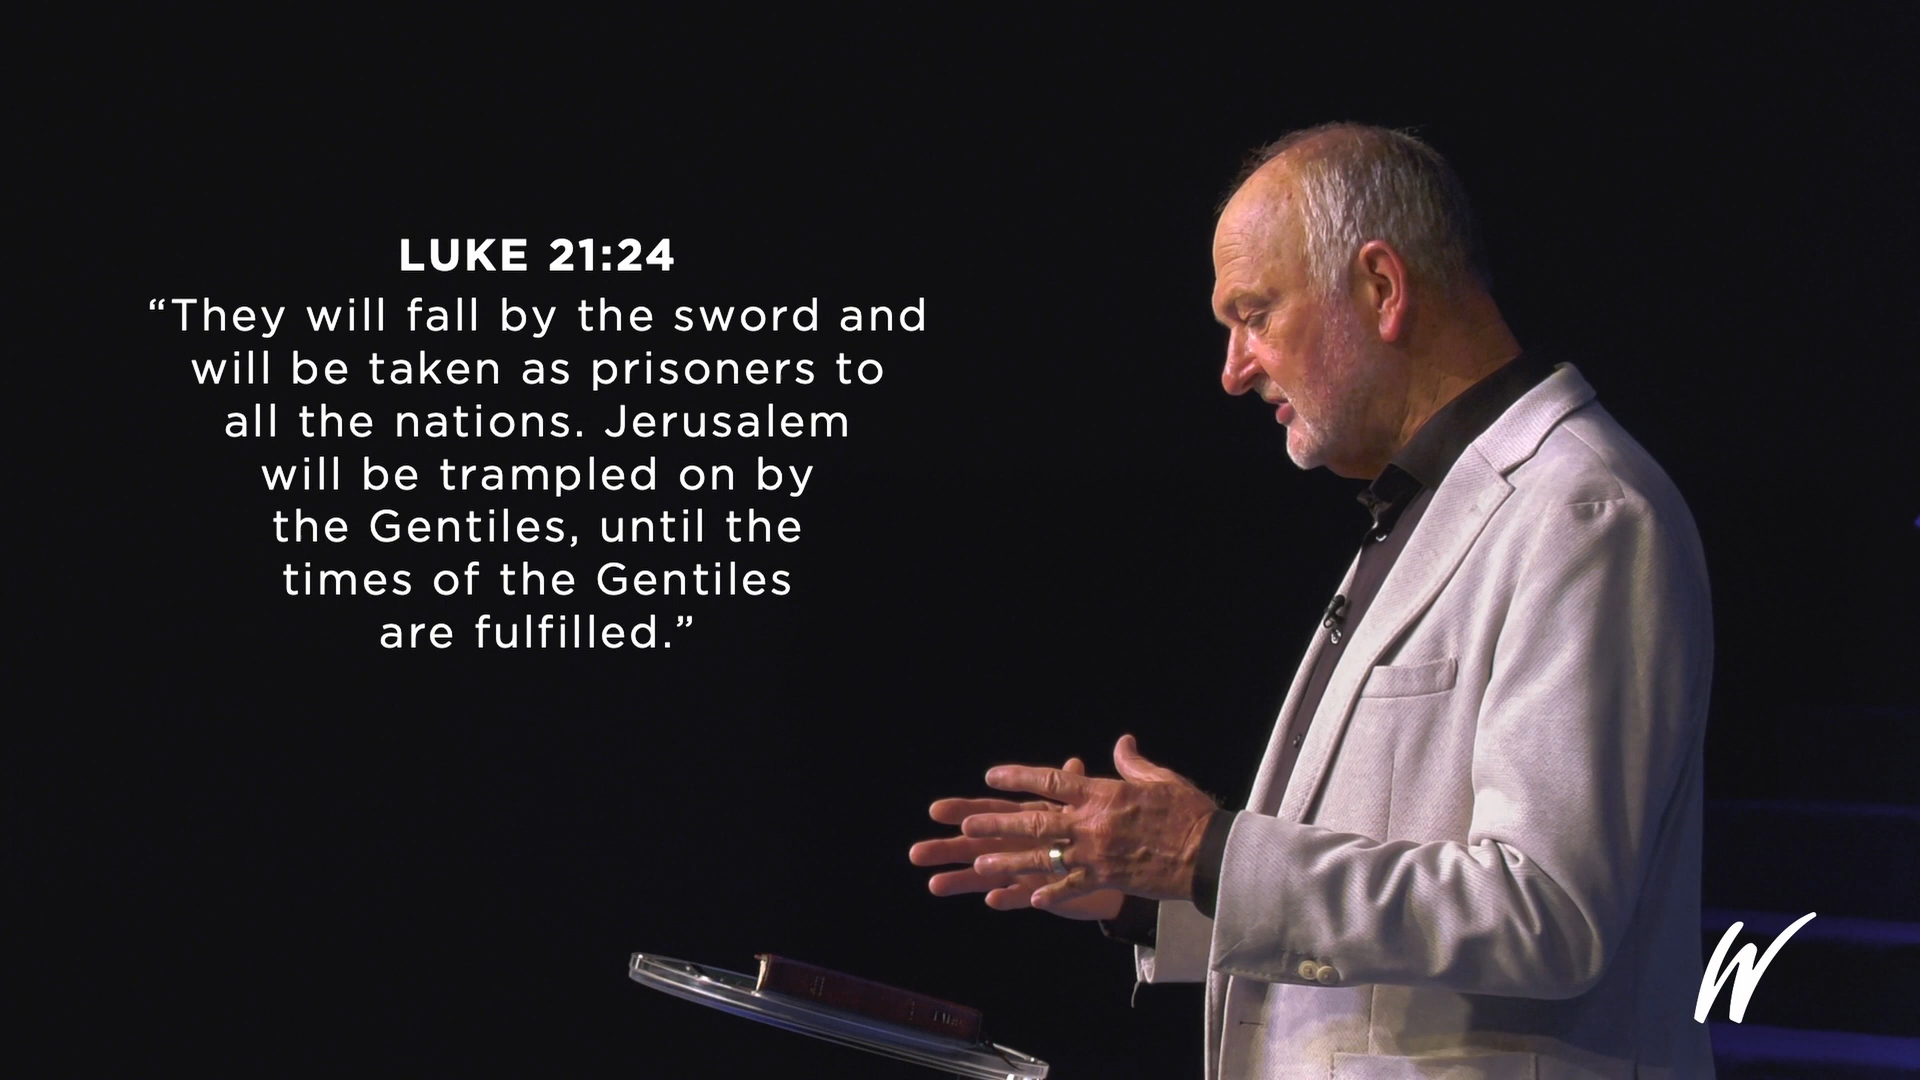 LUKE 21:24
“They will fall by the sword and
will be taken as prisoners to
all the nations. Jerusalem
will be trampled on by
the Gentiles, until the
times of the Gentiles
are fulfilled.”
W